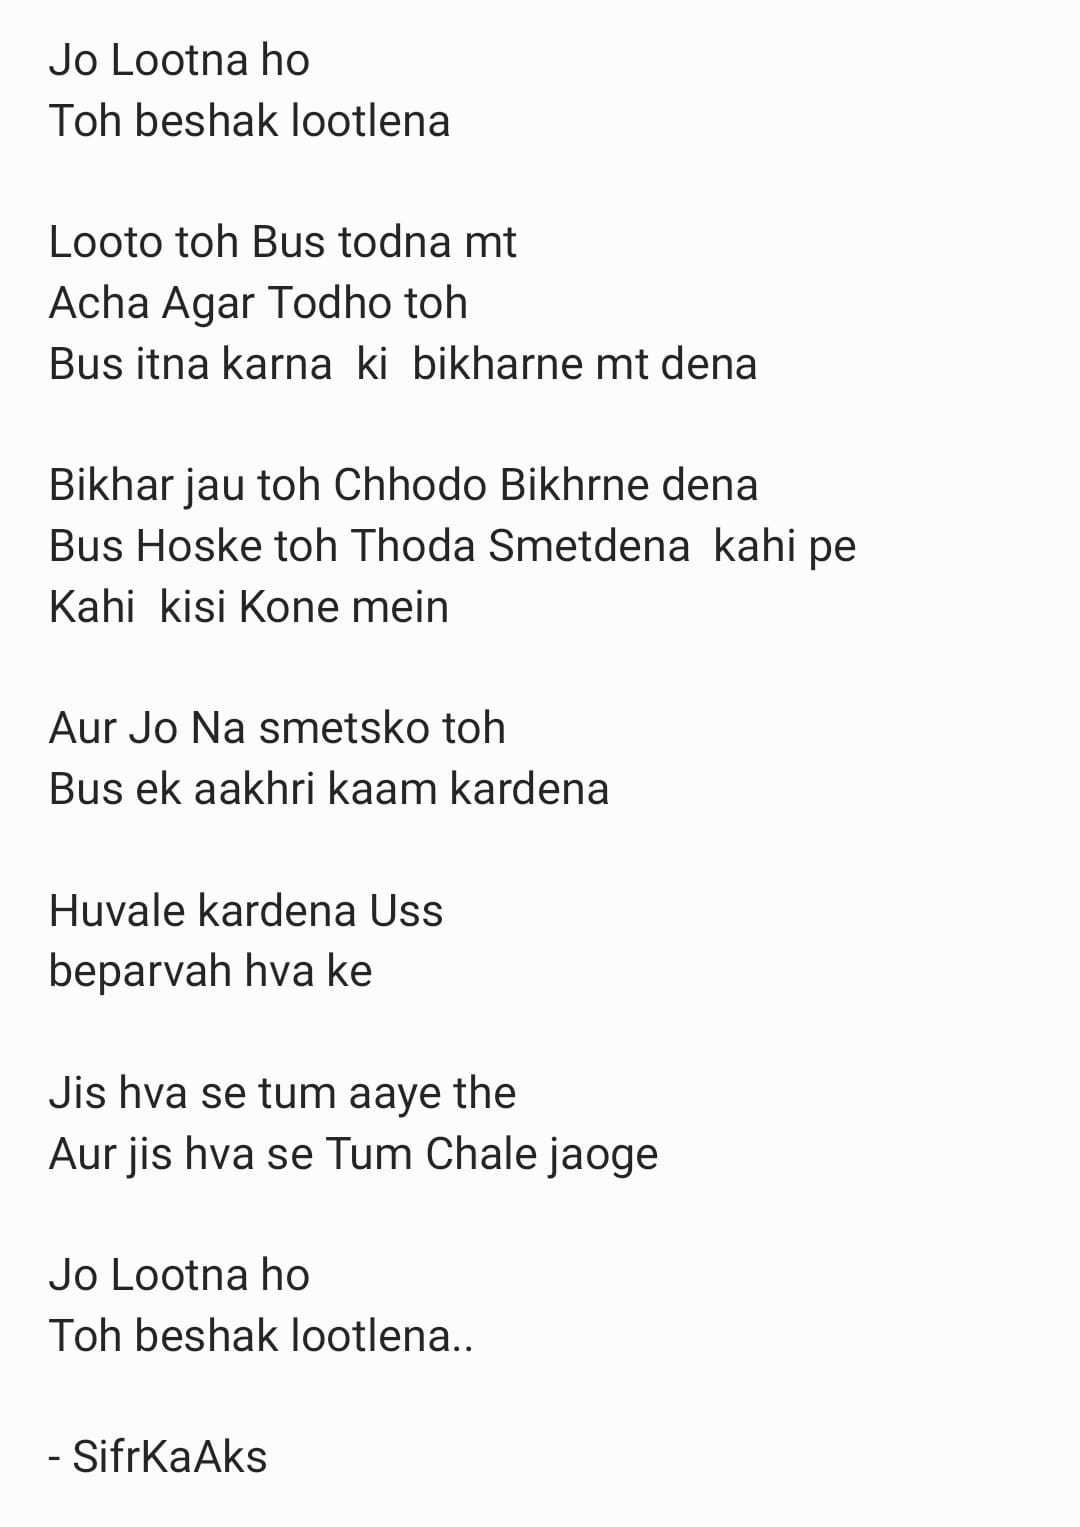 Jo Lootna ho
Toh beshak lootlena
Looto toh Bus todna mt
Acha Agar Todho toh
Bus itna karna  ki  bikharne mt dena
Bikhar jau toh Chhodo Bikhrne dena
Bus Hoske toh Thoda Smetdena  kahi pe
Kahi  kisi Kone mein
Aur Jo Na smetsko toh
Bus ek aakhri kaam kardena
Huvale kardena Uss
beparvah hva ke
Jis hva se tum aaye the
Aur jis hva se Tum Chale jaoge
Jo Lootna ho
Toh beshak lootlena..
- SifrKaAks